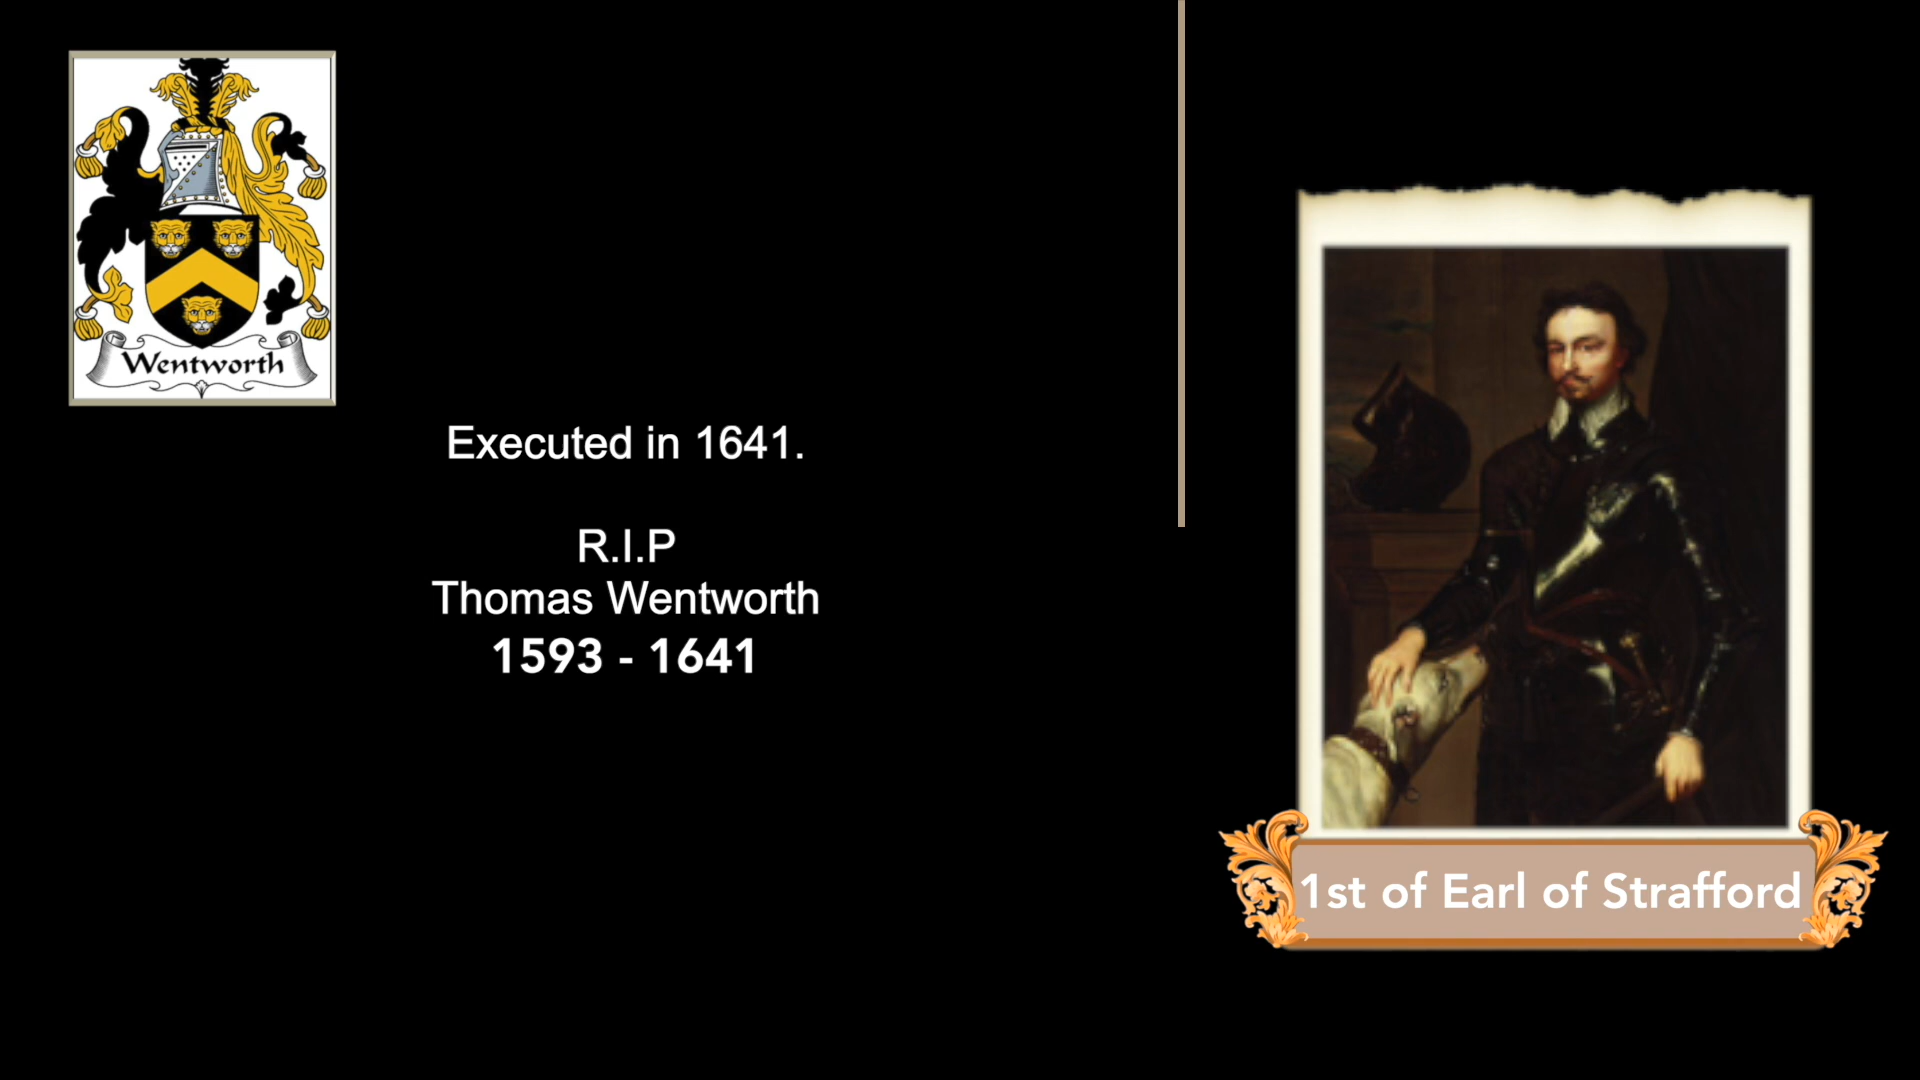 Wentworth
Executed in 1641.
R.I.P
Thomas Wentworth
1593 - 1641
1st of Earl of Strafford